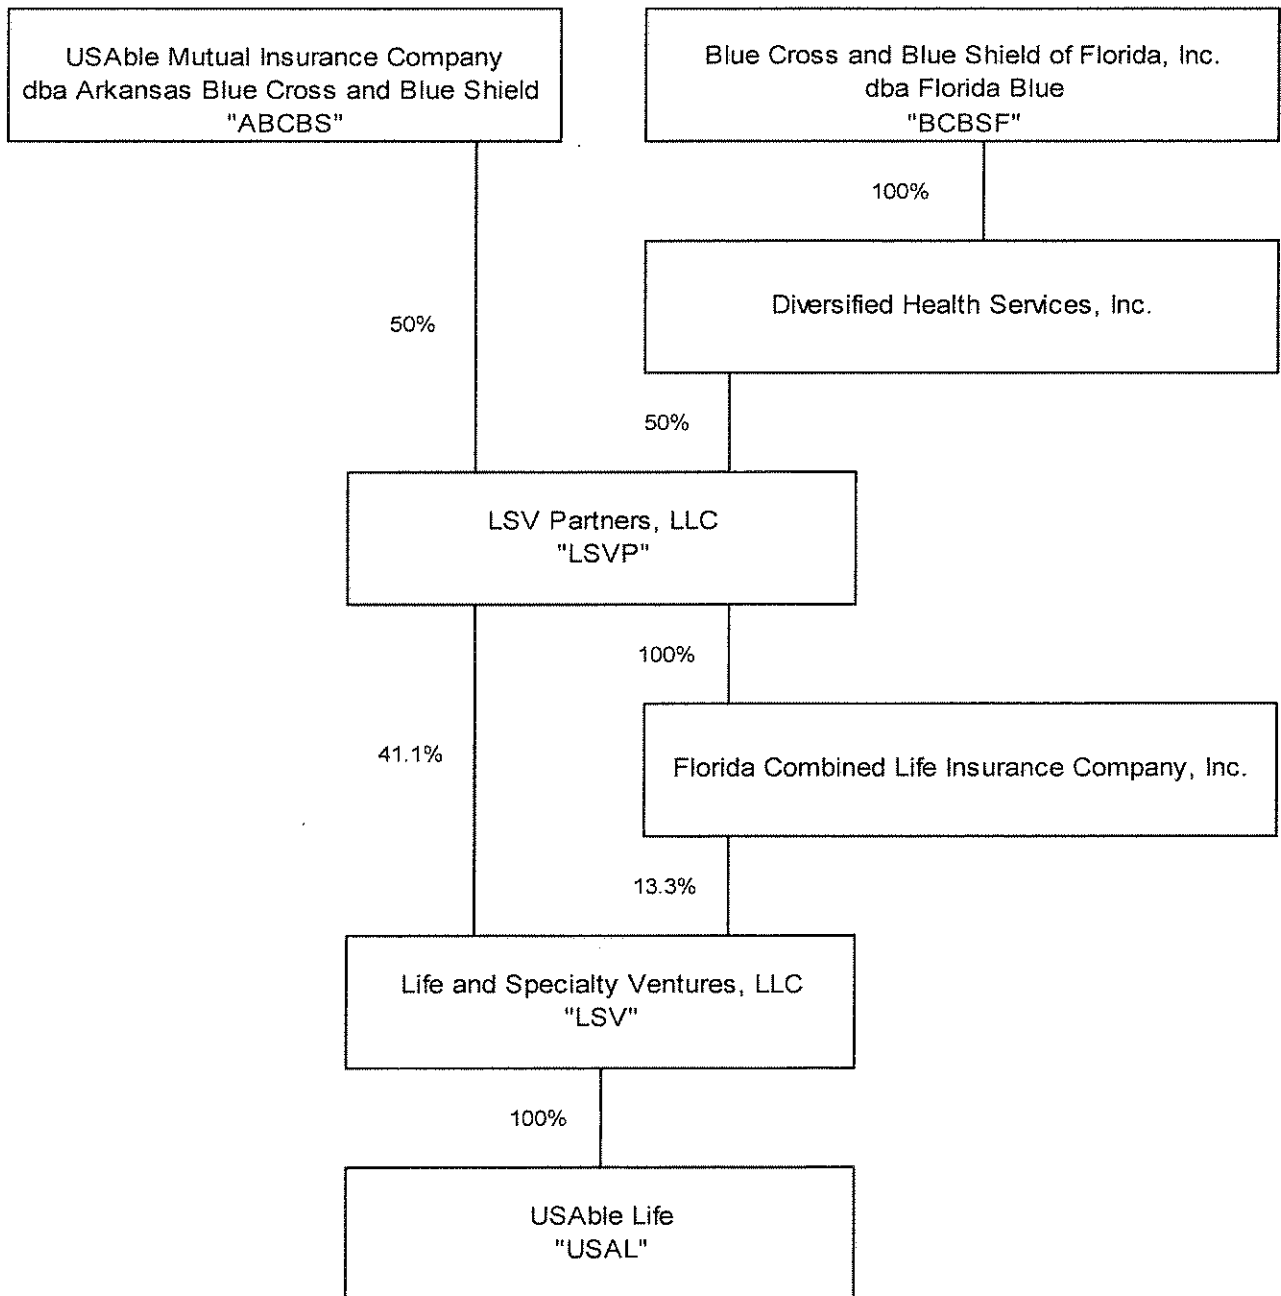 USAble Mutual Insurance Company
dba Arkansas Blue Cross and Blue Shield
"ABCBS"
Blue Cross and Blue Shield of Florida, Inc.
dba Florida Blue
"BCBSF"
100%
Diversified Health Services, Inc.
50%
50%
LSV Partners, LLC
"LSVP"
100%
41.1%
Florida Combined Life Insurance Company, Inc.
13.3%
Life and Specialty Ventures, LLC
"LSV"
100%
USAble Life
"USAL"